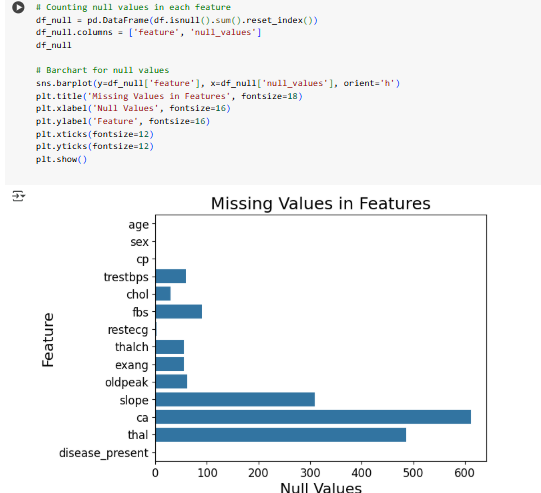 # Counting null values in each feature
df_null = pd.DataFrame(df.isnull().sum().reset_index())
df_null.columns = ['feature', 'null_values']
df_null
# Barchart for null values
sns.barplot(y=df_null['feature'], x=df_null['null_values'], orient='h')
plt.title('Missing Values in Features', fontsize=18)
plt.xlabel('Null Values', fontsize=16)
plt.ylabel('Feature', fontsize=16)
plt.xticks(fontsize=12)
plt.yticks(fontsize=12)
plt.show()
Missing Values in Features
Feature
age
sex
cp
trestbps
chol
fbs
restecg
thalch
exang
oldpeak
slope
ca
thal
disease_present
0 100 200 300 400 500 600
Null Values